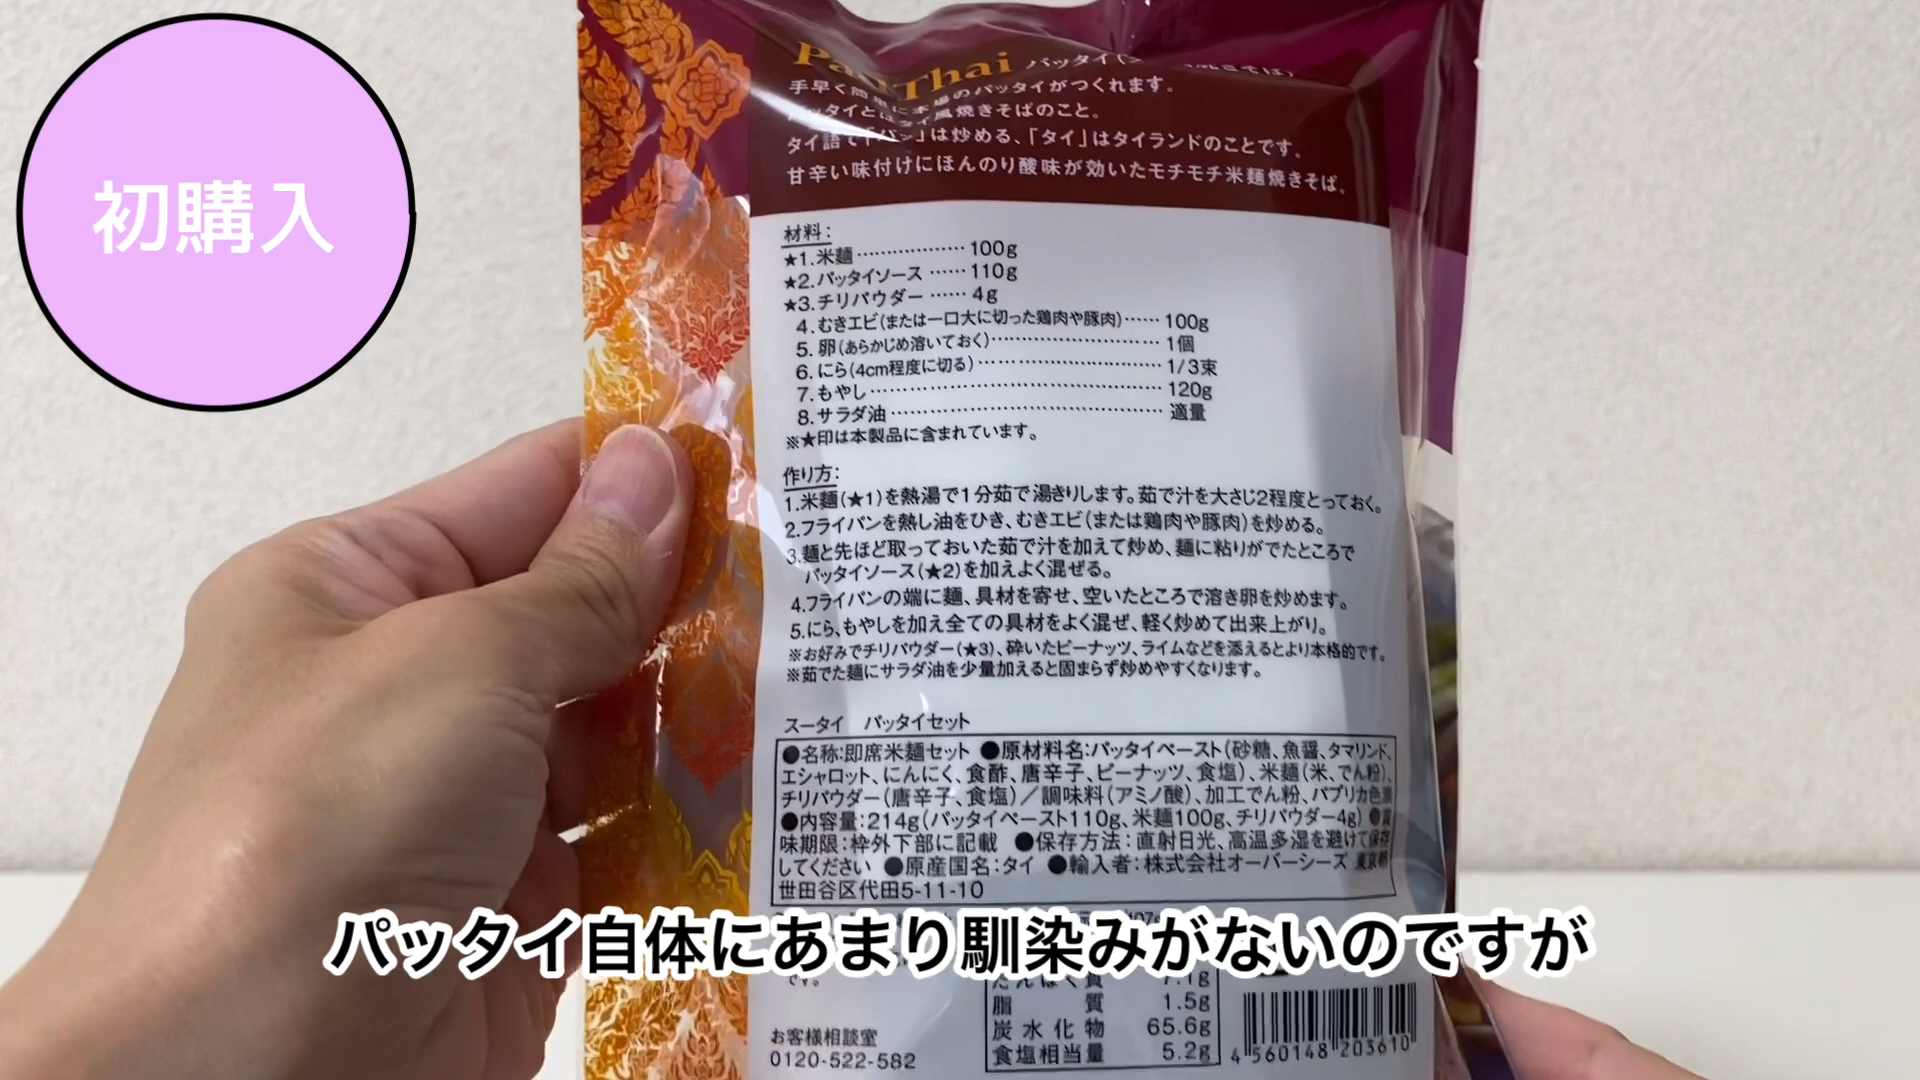 初購入
Pad Thai パッタイ(
手早く簡単に本場のパッタイがつくれます。
パッタイとはタイ風焼きそばのこと。
タイ語で「パッ」は炒める、「タイ」はタイランドのことです。
甘辛い味付けにほんのり酸味が効いたモチモチ米麺焼きそば。
材料:
★1.米麺 ……………… 100g
★2.パッタイソース …… 110g
★3.チリパウダー …… 4g
4.むきエビ(または一口大に切った鶏肉や豚肉)…… 100g
5.卵(あらかじめ溶いておく)…………………… 1個
6.にら(4cm程度に切る)…………………… 1/3束
7.もやし………………………………… 120g
8.サラダ油……………………………… 適量
※★印は本製品に含まれています。
作り方:
1.米麺(★1)を熱湯で1分茹で湯きりします。茹で汁を大さじ2程度とっておく。
2.フライパンを熱し油をひき、むきエビ(または鶏肉や豚肉)を炒める。
3.麺と先ほど取っておいた茹で汁を加えて炒め、麺に粘りがでたところで
パッタイソース(★2)を加えよく混ぜる。
4.フライパンの端に麺、具材を寄せ、空いたところで溶き卵を炒めます。
5.にら、もやしを加え全ての具材をよく混ぜ、軽く炒めて出来上がり。
※お好みでチリパウダー(★3)、砕いたピーナッツ、ライムなどを添えるとより本格的です。
※茹でた麺にサラダ油を少量加えると固まらず炒めやすくなります。
スータイ パッタイセット
●名称:即席米麺セット ●原材料名:パッタイペースト(砂糖、魚醤、タマリンド、
エシャロット、にんにく、食酢、唐辛子、ピーナッツ、食塩)、米麺(米、でん粉)、
チリパウダー(唐辛子、食塩)/調味料(アミノ酸)、加工でん粉、パプリカ色素
●内容量:214g(パッタイペースト110g、米麺100g、チリパウダー4g) ●賞
味期限:枠外下部に記載 ●保存方法:直射日光、高温多湿を避けて保存
してください ●原産国名:タイ ●輸入者:株式会社オーバーシーズ 東京都
世田谷区代田5-11-10
パッタイ自体にあまり馴染みがないのですが
です。
たんぱく質 7.1g
脂質 1.5g
炭水化物 65.6g
食塩相当量 5.2g
お客様相談室
0120-522-582
4 560148 203610